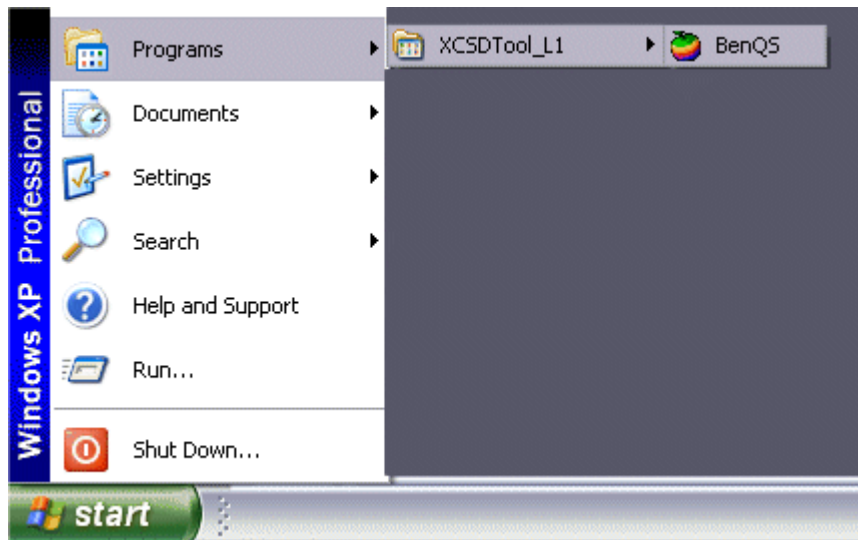 Windows XP Professional
Programs
XCSDTool_L1
BenQS
Documents
Settings
Search
Help and Support
Run...
Shut Down...
start